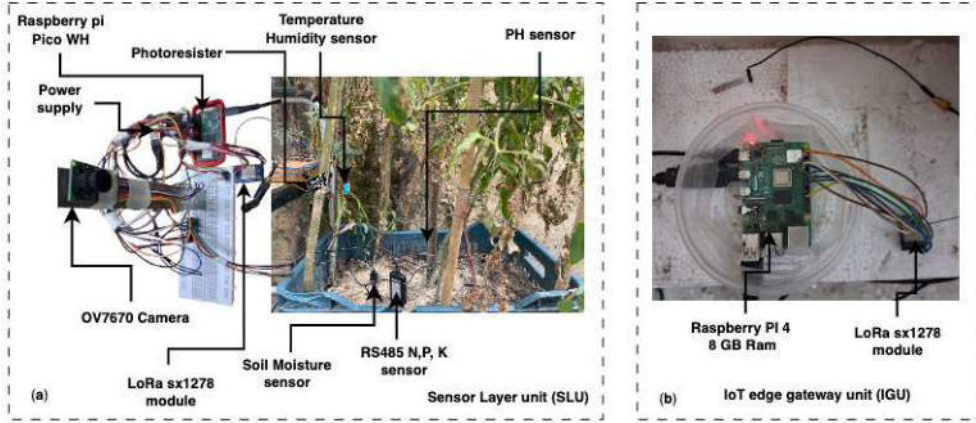 Raspberry pi
Pico WH
Photoresister
Temperature
Humidity sensor
PH sensor
Power
supply
OV7670 Camera
LoRa sx1278
module
Soil Moisture
sensor
RS485 N,P, K
sensor
(a)
Sensor Layer unit (SLU)
Raspberry PI 4
8 GB Ram
LoRa sx1278
module
(b)
IoT edge gateway unit (IGU)